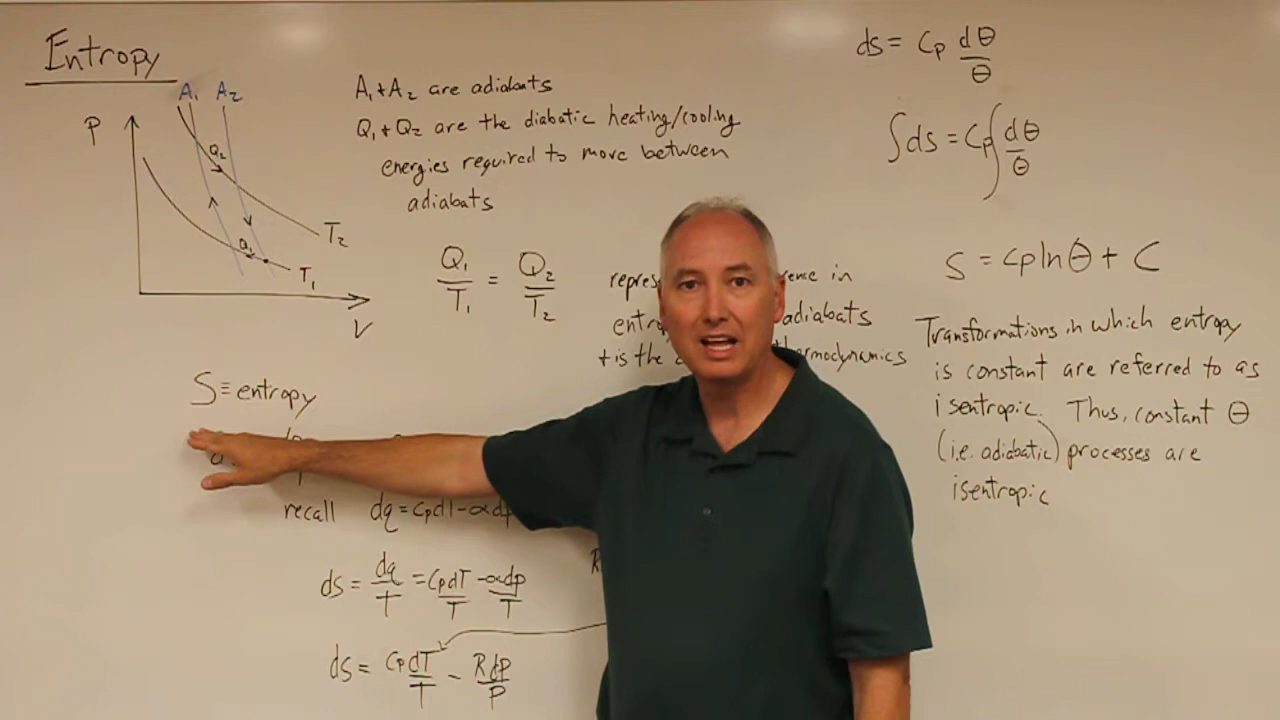 Entropy
A₁ A₂
P
Q₂
Q₁
T₂
T₁
V
A₁ + A₂ are adiabats
Q₁ + Q₂ are the diabatic heating/cooling
energies required to move between
adiabats
Q₁/T₁ = Q₂/T₂
in
adiabats
+ is the
S = entropy
recall dq = CpdT - αdp
ds = dq/T = CpdT/T - αdp/T
ds = CpdT/T - Rdp/P
ds = Cp dθ/θ
∫ds = Cp∫dθ/θ
S = Cp ln θ + C
Transformations in which entropy
is constant are referred to as
isentropic. Thus, constant θ
(i.e. adiabatic) processes are
isentropic